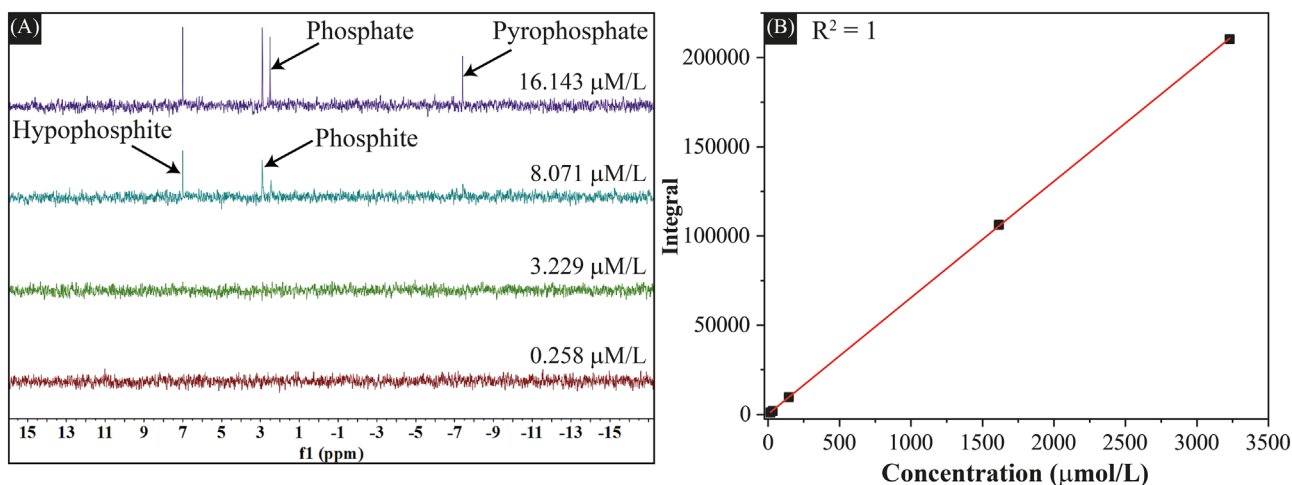 (A)
Phosphate
Pyrophosphate
16.143 μM/L
Hypophosphite
Phosphite
8.071 μM/L
3.229 μM/L
0.258 μM/L
15 13 11 9 7 5 3 1 -1 -3 -5 -7 -9 -11 -13 -15
f1 (ppm)
(B)
R² = 1
200000
150000
100000
50000
0
Integral
0 500 1000 1500 2000 2500 3000 3500
Concentration (μmol/L)